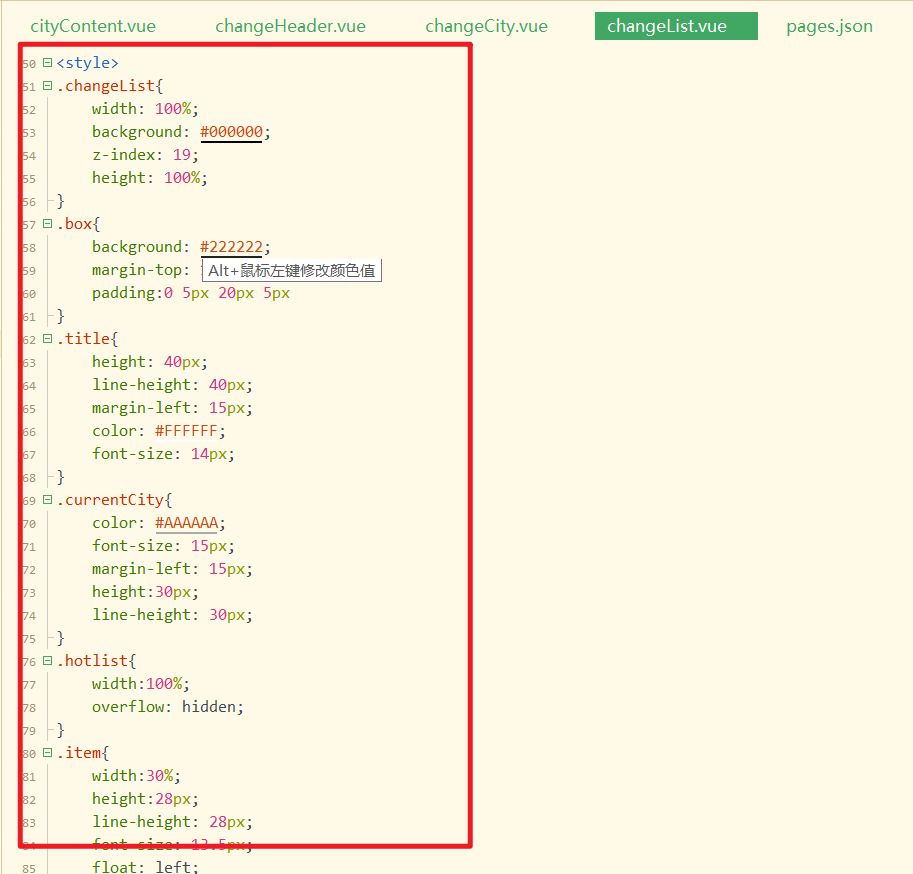 cityContent.vue changeHeader.vue changeCity.vue changeList.vue pages.json
50 <style>
51 .changeList{
52 width: 100%;
53 background: #000000;
54 z-index: 19;
55 height: 100%;
56 }
57 .box{
58 background: #222222;
59 margin-top:
Alt+鼠标左键修改颜色值
60 padding:0 5px 20px 5px
61 }
62 .title{
63 height: 40px;
64 line-height: 40px;
65 margin-left: 15px;
66 color: #FFFFFF;
67 font-size: 14px;
68 }
69 .currentCity{
70 color: #AAAAAA;
71 font-size: 15px;
72 margin-left: 15px;
73 height:30px;
74 line-height: 30px;
75 }
76 .hotlist{
77 width:100%;
78 overflow: hidden;
79 }
80 .item{
81 width:30%;
82 height:28px;
83 line-height: 28px;
84 font-size: 13.5px;
85 float: left;